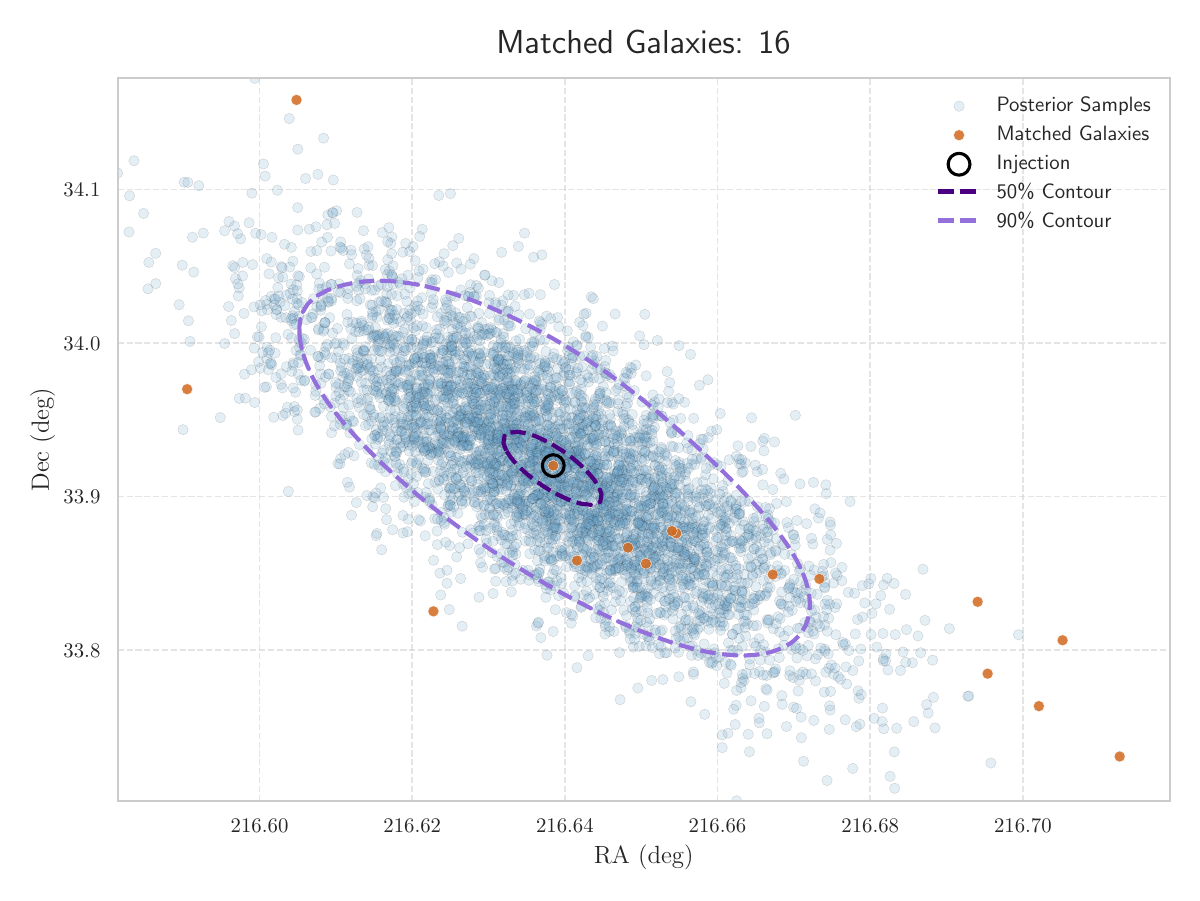 Matched Galaxies: 16
Posterior Samples
Matched Galaxies
Injection
50% Contour
90% Contour
34.1
34.0
33.9
33.8
Dec (deg)
216.60 216.62 216.64 216.66 216.68 216.70
RA (deg)